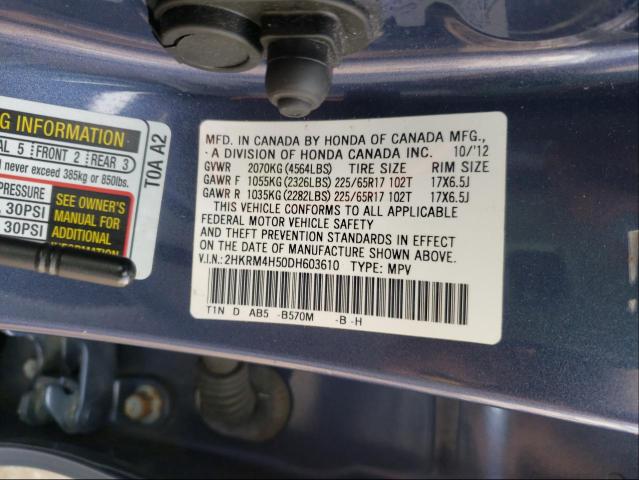 G INFORMATION
AL 5 FRONT 2 REAR 3
never exceed 385kg or 850lbs.
30PSI
30PSI
SEE OWNER'S
MANUAL FOR
ADDITIONAL
INFORMATION
T0A A2
MFD. IN CANADA BY HONDA OF CANADA MFG.,
A DIVISION OF HONDA CANADA INC. 10/'12
GVWR 2070KG (4564LBS) TIRE SIZE RIM SIZE
GAWR F 1055KG (2326LBS) 225/65R17 102T 17X6.5J
GAWR R 1035KG (2282LBS) 225/65R17 102T 17X6.5J
THIS VEHICLE CONFORMS TO ALL APPLICABLE
FEDERAL MOTOR VEHICLE SAFETY
AND THEFT PREVENTION STANDARDS IN EFFECT
ON THE DATE OF MANUFACTURE SHOWN ABOVE.
V.I.N.: 2HKRM4H50DH603610 TYPE: MPV
T1N D AB5 -B570M -B -H